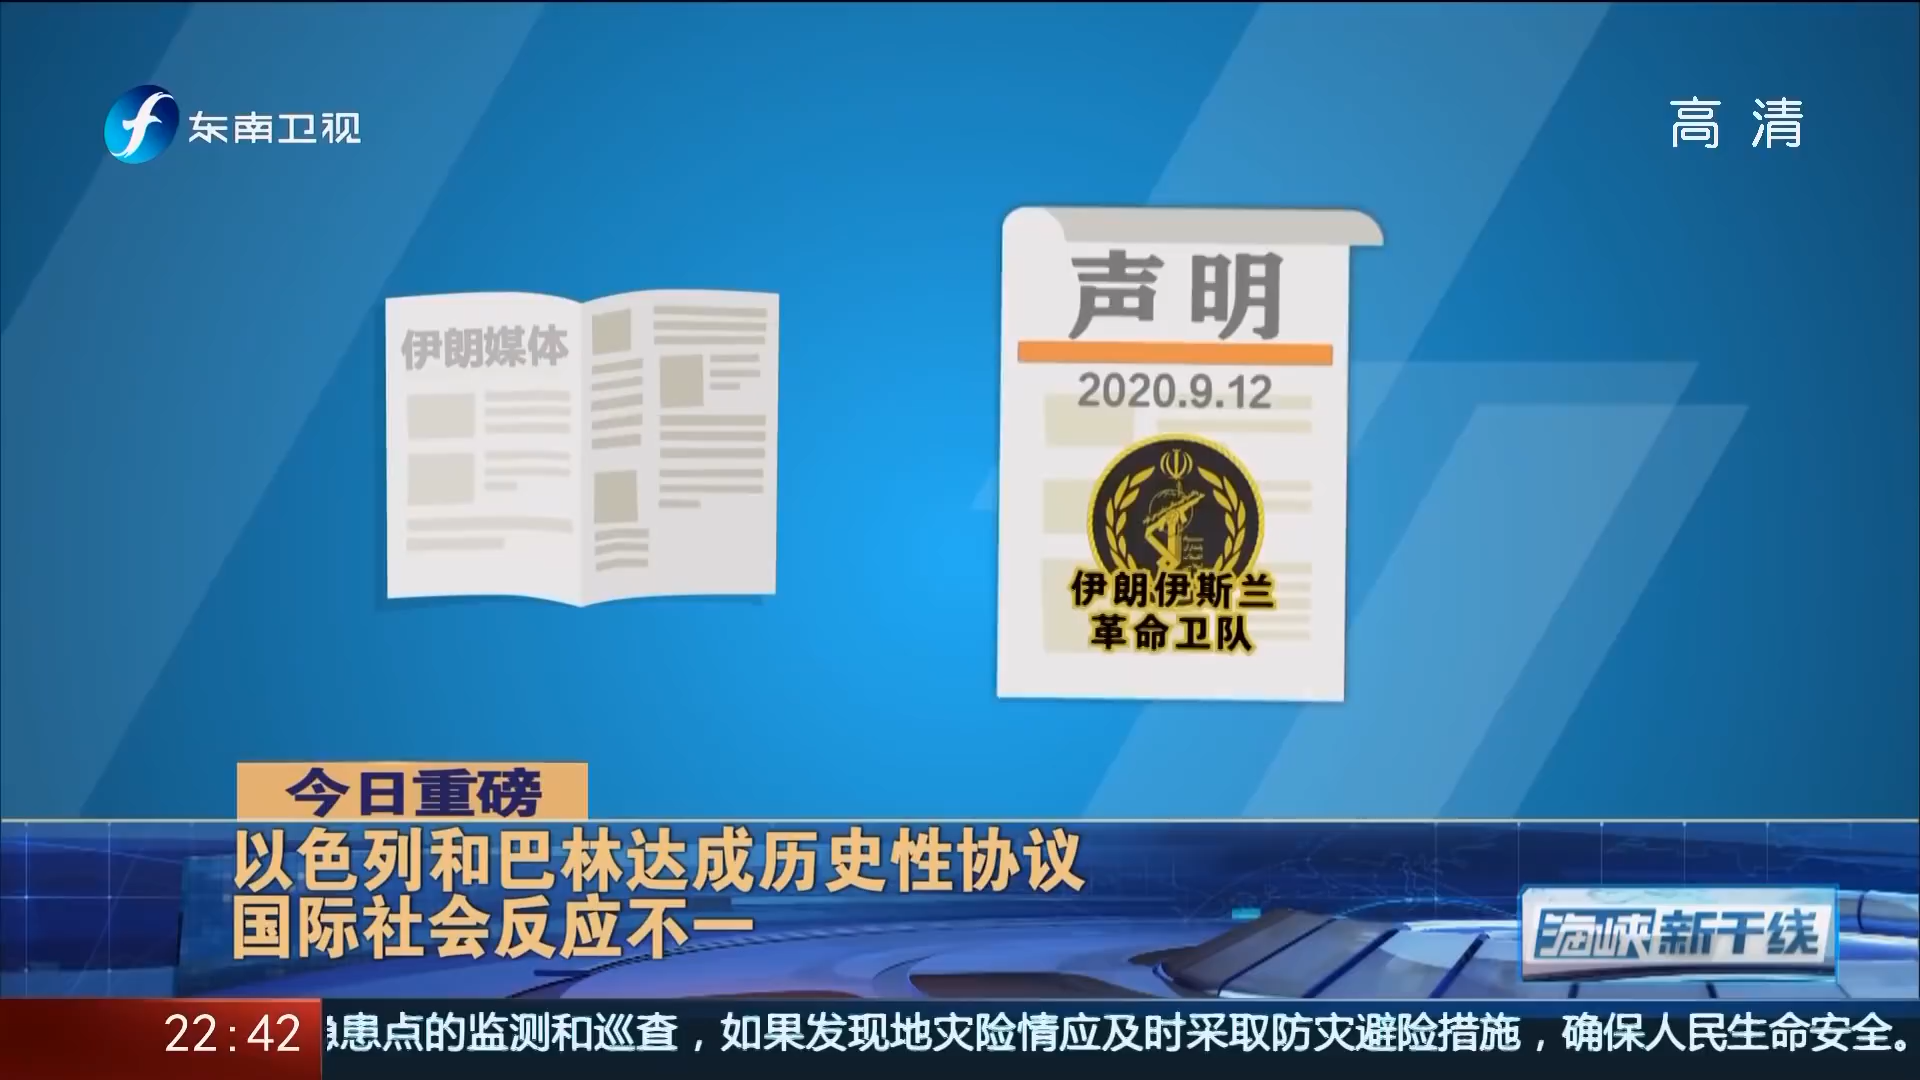 东南卫视
高清
伊朗媒体
声明
2020.9.12
伊朗伊斯兰
革命卫队
今日重磅
以色列和巴林达成历史性协议
国际社会反应不一
海峡新干线
22:42
患点的监测和巡查，如果发现地灾险情应及时采取防灾避险措施，确保人民生命安全。